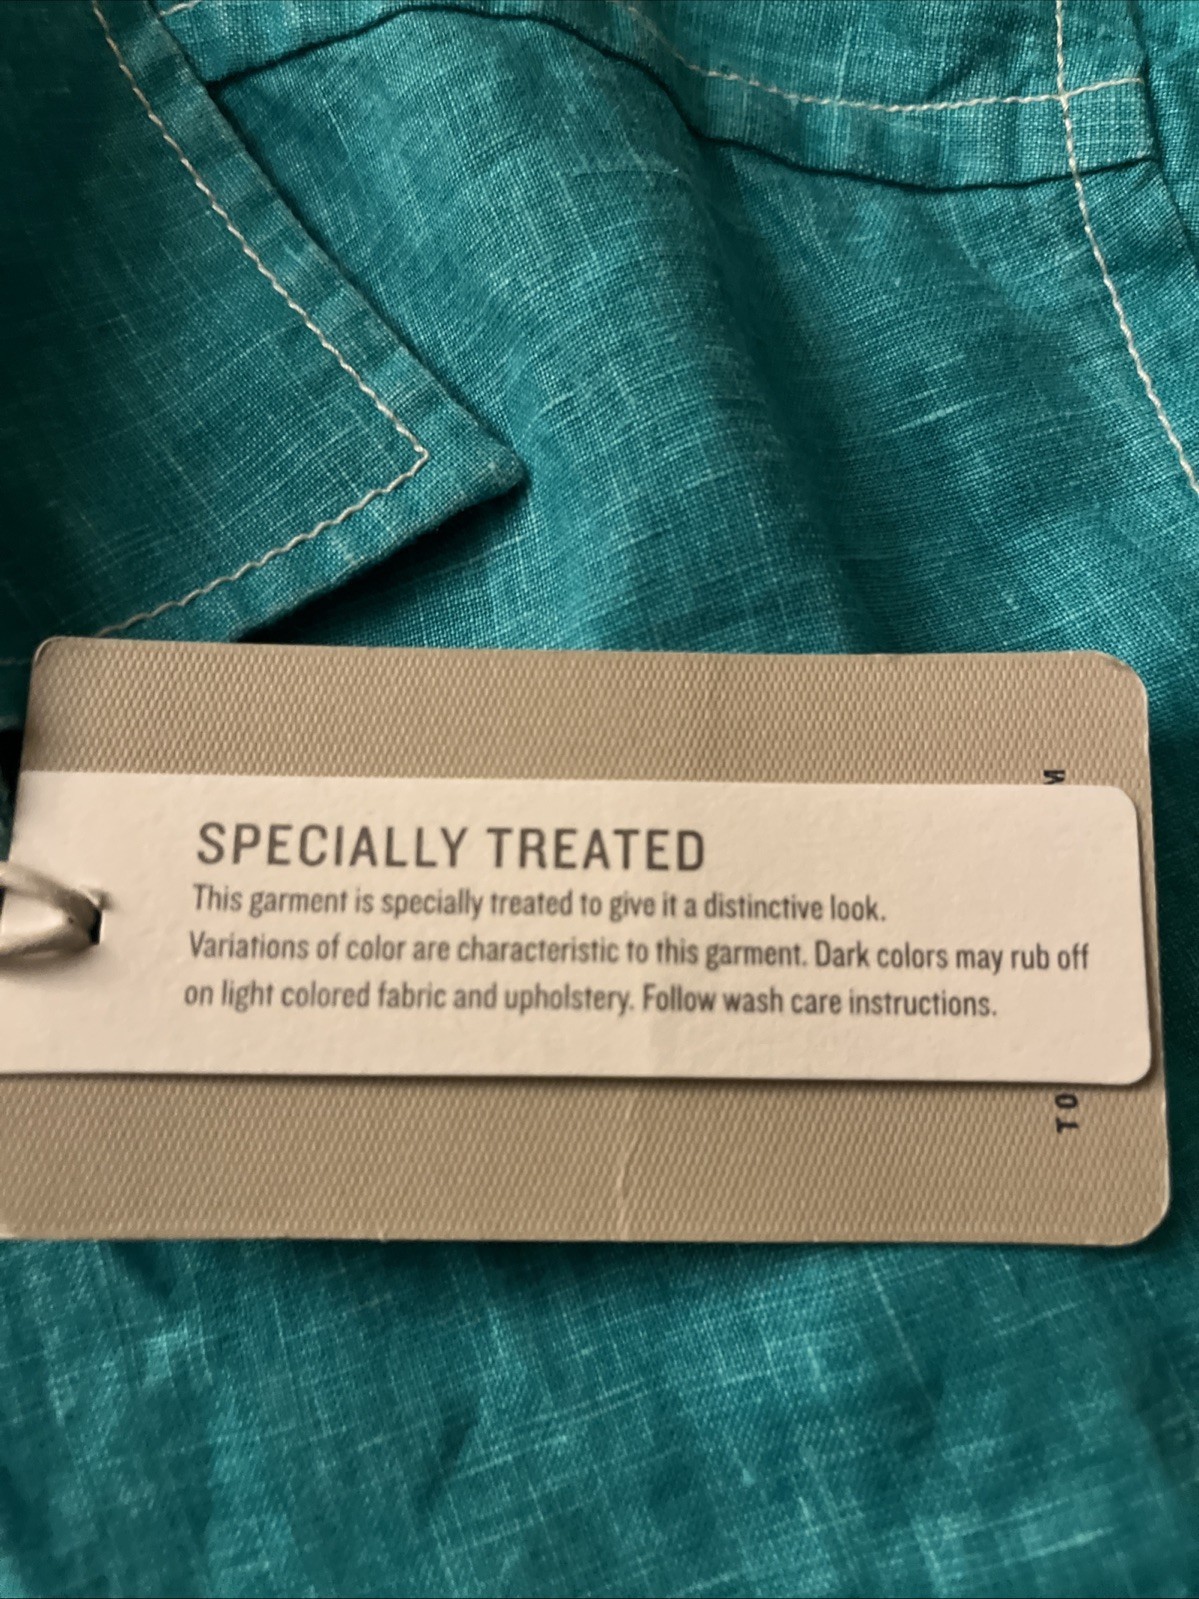 SPECIALLY TREATED
This garment is specially treated to give it a distinctive look.
Variations of color are characteristic to this garment. Dark colors may rub off
on light colored fabric and upholstery. Follow wash care instructions.